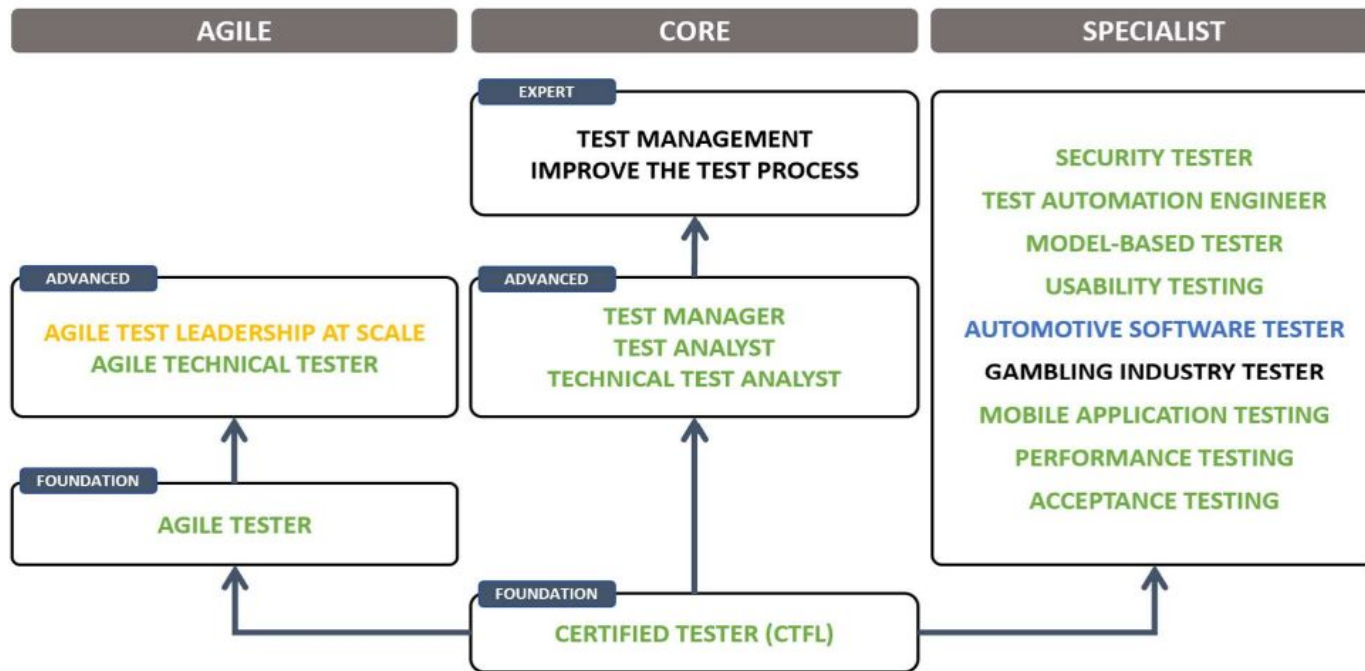 AGILE
CORE
SPECIALIST
EXPERT
TEST MANAGEMENT
IMPROVE THE TEST PROCESS
ADVANCED
AGILE TEST LEADERSHIP AT SCALE
AGILE TECHNICAL TESTER
ADVANCED
TEST MANAGER
TEST ANALYST
TECHNICAL TEST ANALYST
FOUNDATION
AGILE TESTER
FOUNDATION
CERTIFIED TESTER (CTFL)
SECURITY TESTER
TEST AUTOMATION ENGINEER
MODEL-BASED TESTER
USABILITY TESTING
AUTOMOTIVE SOFTWARE TESTER
GAMBLING INDUSTRY TESTER
MOBILE APPLICATION TESTING
PERFORMANCE TESTING
ACCEPTANCE TESTING